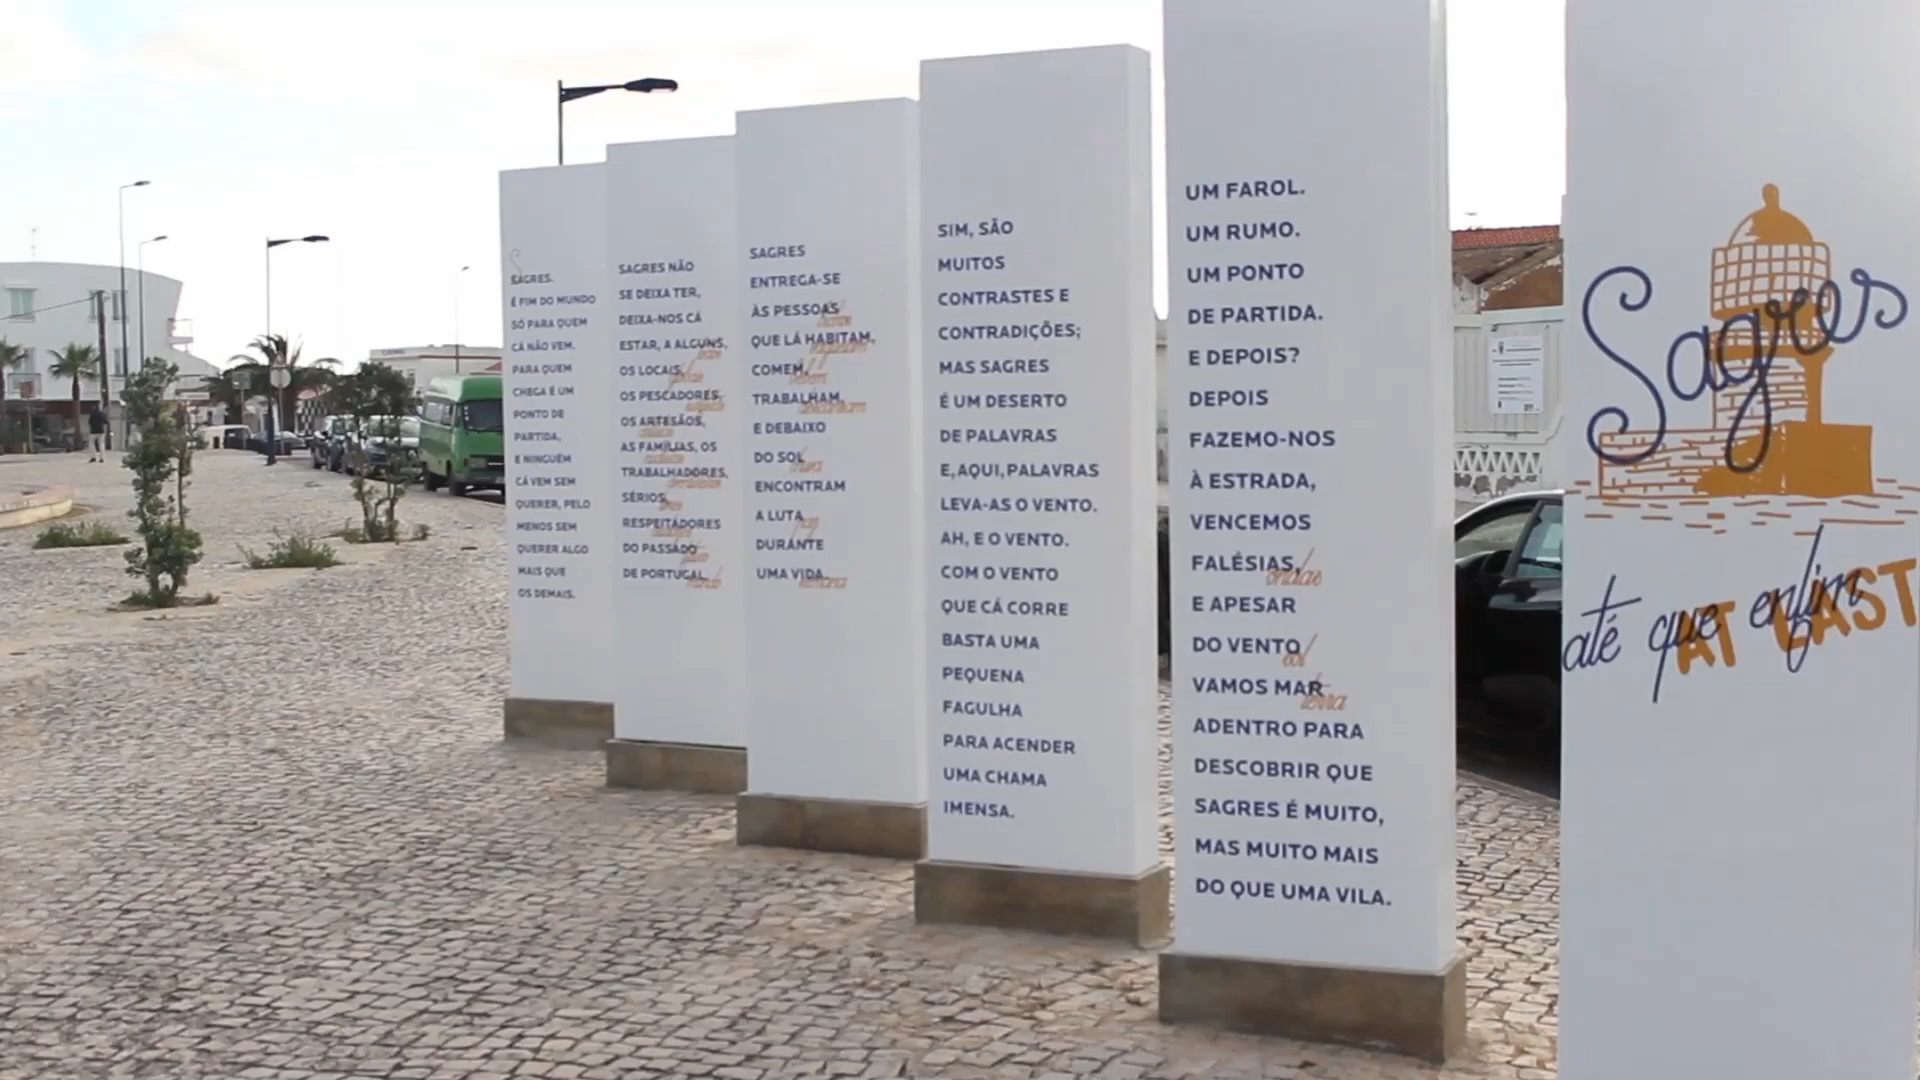 SAGRES.
É FIM DO MUNDO
SÓ PARA QUEM
CÁ NÃO VEM.
PARA QUEM
CHEGA É UM
PONTO DE
PARTIDA,
E NINGUÉM
CÁ VEM SEM
QUERER, PELO
MENOS SEM
QUERER ALGO
MAIS QUE
OS DEMAIS.
SAGRES NÃO
SE DEIXA TER,
DEIXA-NOS CÁ
ESTAR, A ALGUNS,
OS LOCAIS,
OS PESCADORES,
OS ARTESÃOS,
AS FAMÍLIAS, OS
TRABALHADORES,
SÉRIOS,
RESPEITADORES
DO PASSADO
DE PORTUGAL.
SAGRES
ENTREGA-SE
ÀS PESSOAS
QUE LÁ HABITAM,
COMEM,
TRABALHAM,
descansam
E DEBAIXO
DO SOL
chuva
ENCONTRAM
A LUTA
DURANTE
UMA VIDA.
semana
SIM, SÃO
MUITOS
CONTRASTES E
CONTRADIÇÕES;
MAS SAGRES
É UM DESERTO
DE PALAVRAS
E, AQUI, PALAVRAS
LEVA-AS O VENTO.
AH, E O VENTO.
COM O VENTO
QUE CÁ CORRE
BASTA UMA
PEQUENA
FAGULHA
PARA ACENDER
UMA CHAMA
IMENSA.
UM FAROL.
UM RUMO.
UM PONTO
DE PARTIDA.
E DEPOIS?
DEPOIS
FAZEMO-NOS
À ESTRADA,
VENCEMOS
FALÉSIAS,
ondas
E APESAR
DO VENTO
sol
VAMOS MAR
terra
ADENTRO PARA
DESCOBRIR QUE
SAGRES É MUITO,
MAS MUITO MAIS
DO QUE UMA VILA.
Sagres
até que enfim
AT LAST